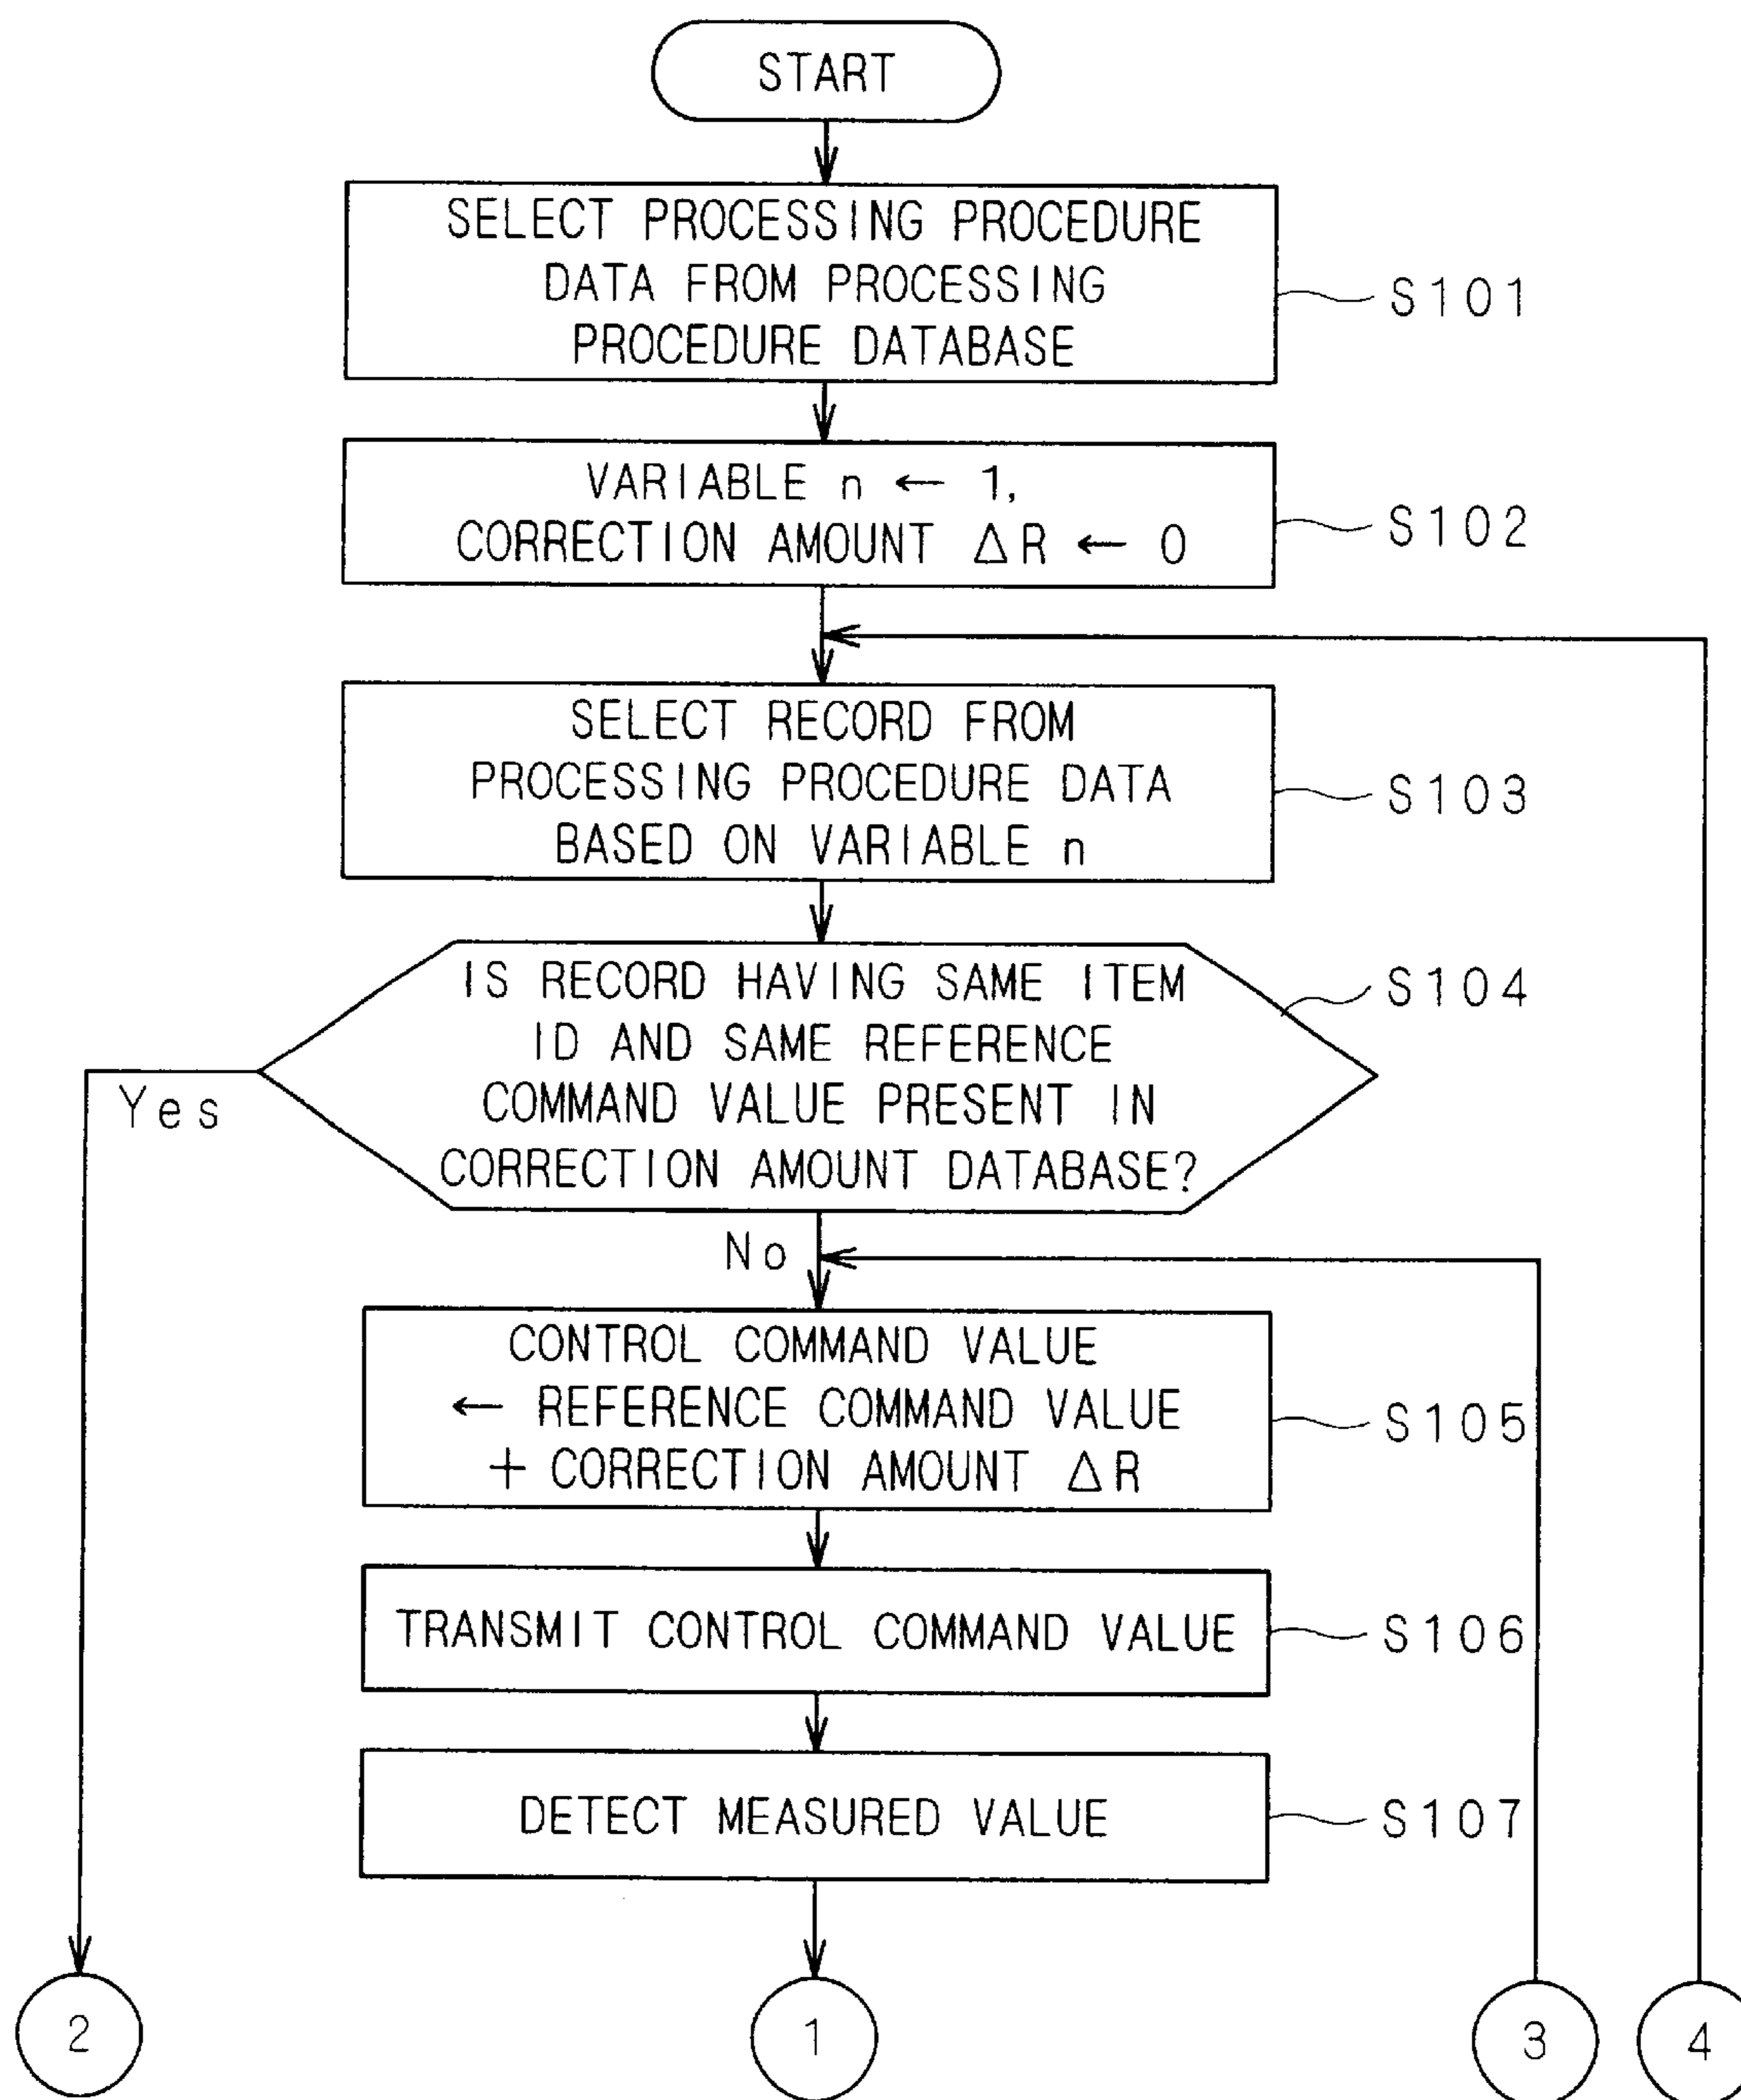 START
SELECT PROCESSING PROCEDURE
DATA FROM PROCESSING
PROCEDURE DATABASE
S101
VARIABLE n ← 1,
CORRECTION AMOUNT △R ← 0
S102
SELECT RECORD FROM
PROCESSING PROCEDURE DATA
BASED ON VARIABLE n
S103
IS RECORD HAVING SAME ITEM
ID AND SAME REFERENCE
COMMAND VALUE PRESENT IN
CORRECTION AMOUNT DATABASE?
S104
Yes
No
CONTROL COMMAND VALUE
← REFERENCE COMMAND VALUE
+ CORRECTION AMOUNT △R
S105
TRANSMIT CONTROL COMMAND VALUE
S106
DETECT MEASURED VALUE
S107
2
1
3
4